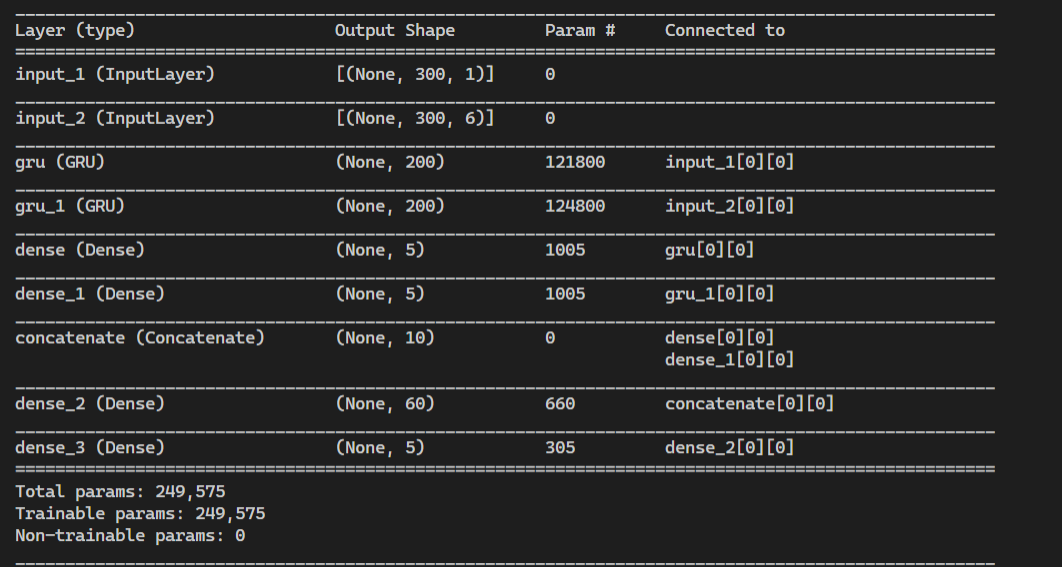 Layer (type) Output Shape Param # Connected to
input_1 (InputLayer) [(None, 300, 1)] 0
input_2 (InputLayer) [(None, 300, 6)] 0
gru (GRU) (None, 200) 121800 input_1[0][0]
gru_1 (GRU) (None, 200) 124800 input_2[0][0]
dense (Dense) (None, 5) 1005 gru[0][0]
dense_1 (Dense) (None, 5) 1005 gru_1[0][0]
concatenate (Concatenate) (None, 10) 0 dense[0][0]
dense_1[0][0]
dense_2 (Dense) (None, 60) 660 concatenate[0][0]
dense_3 (Dense) (None, 5) 305 dense_2[0][0]
Total params: 249,575
Trainable params: 249,575
Non-trainable params: 0